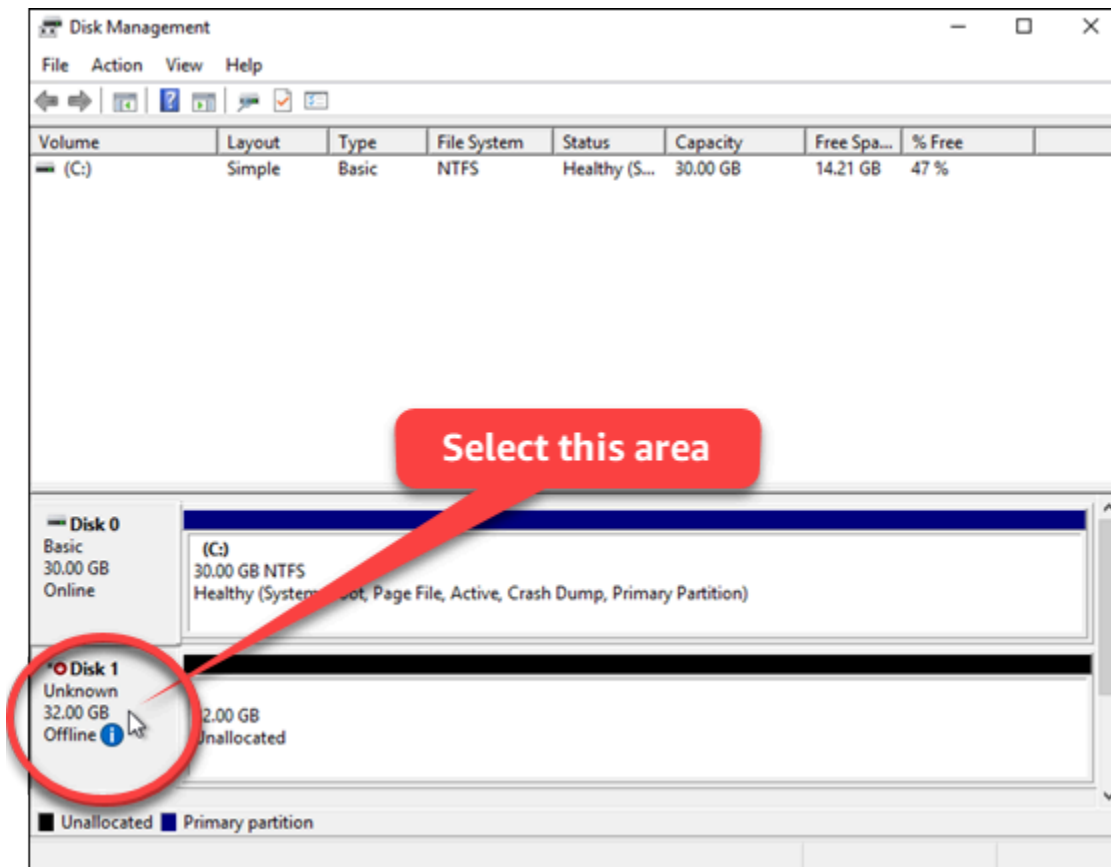 Disk Management
File Action View Help
Volume Layout Type File System Status Capacity Free Spa... % Free
(C:) Simple Basic NTFS Healthy (S... 30.00 GB 14.21 GB 47 %
Select this area
Disk 0
Basic
30.00 GB
Online
(C:)
30.00 GB NTFS
Healthy (System, oot, Page File, Active, Crash Dump, Primary Partition)
Disk 1
Unknown
32.00 GB
Offline
2.00 GB
Unallocated
Unallocated Primary partition